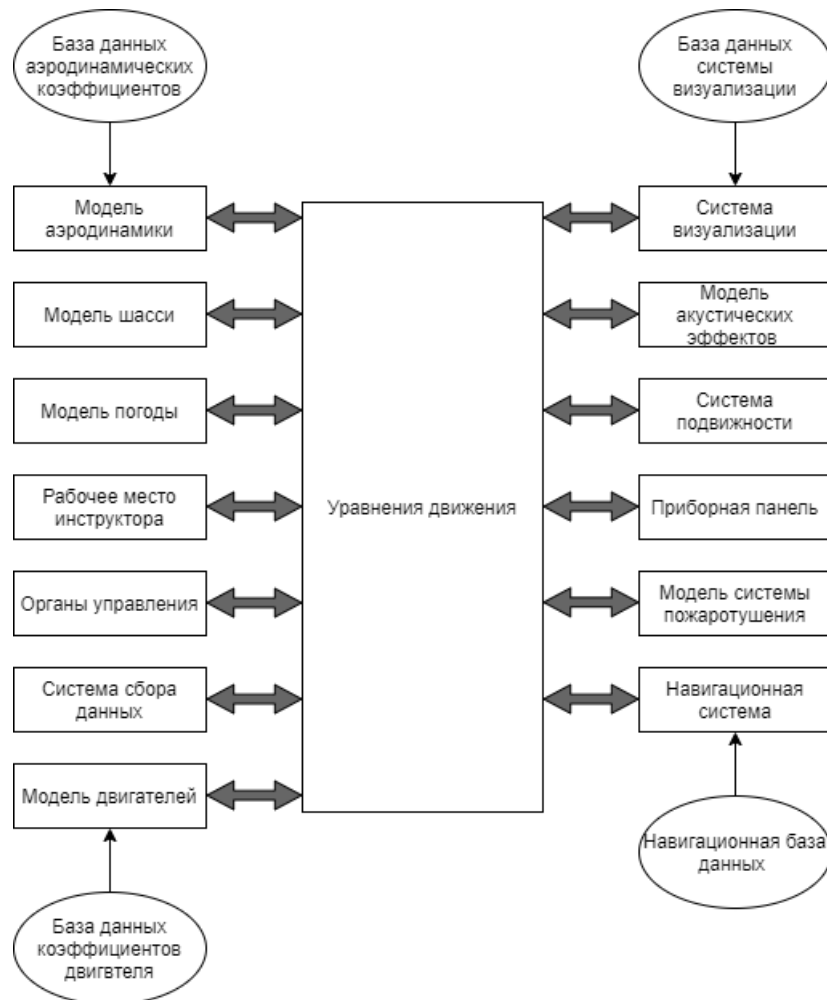 База данных
аэродинамических
коэффициентов
База данных
системы
визуализации
Модель
аэродинамики
Система
визуализации
Модель шасси
Модель
акустических
эффектов
Модель погоды
Система
подвижности
Рабочее место
инструктора
Уравнения движения
Приборная панель
Органы управления
Модель системы
пожаротушения
Система сбора
данных
Навигационная
система
Модель двигателей
Навигационная база
данных
База данных
коэффициентов
двигвтеля